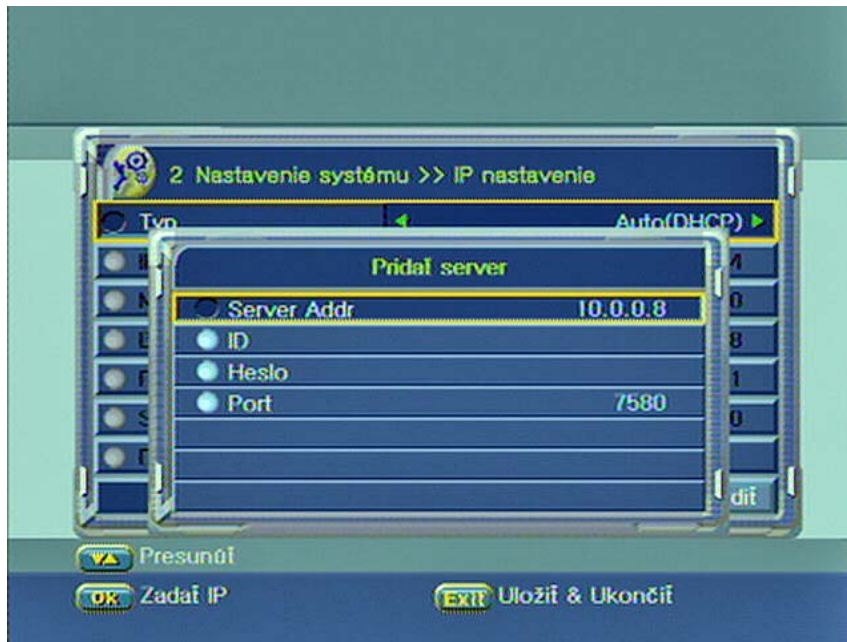 2 Nastavenie systému >> IP nastavenie
Typ Auto(DHCP)
Pridať server
Server Addr 10.0.0.8
ID
Heslo
Port 7580
Presunúť
OK Zadať IP
Exit Uložiť & Ukončiť